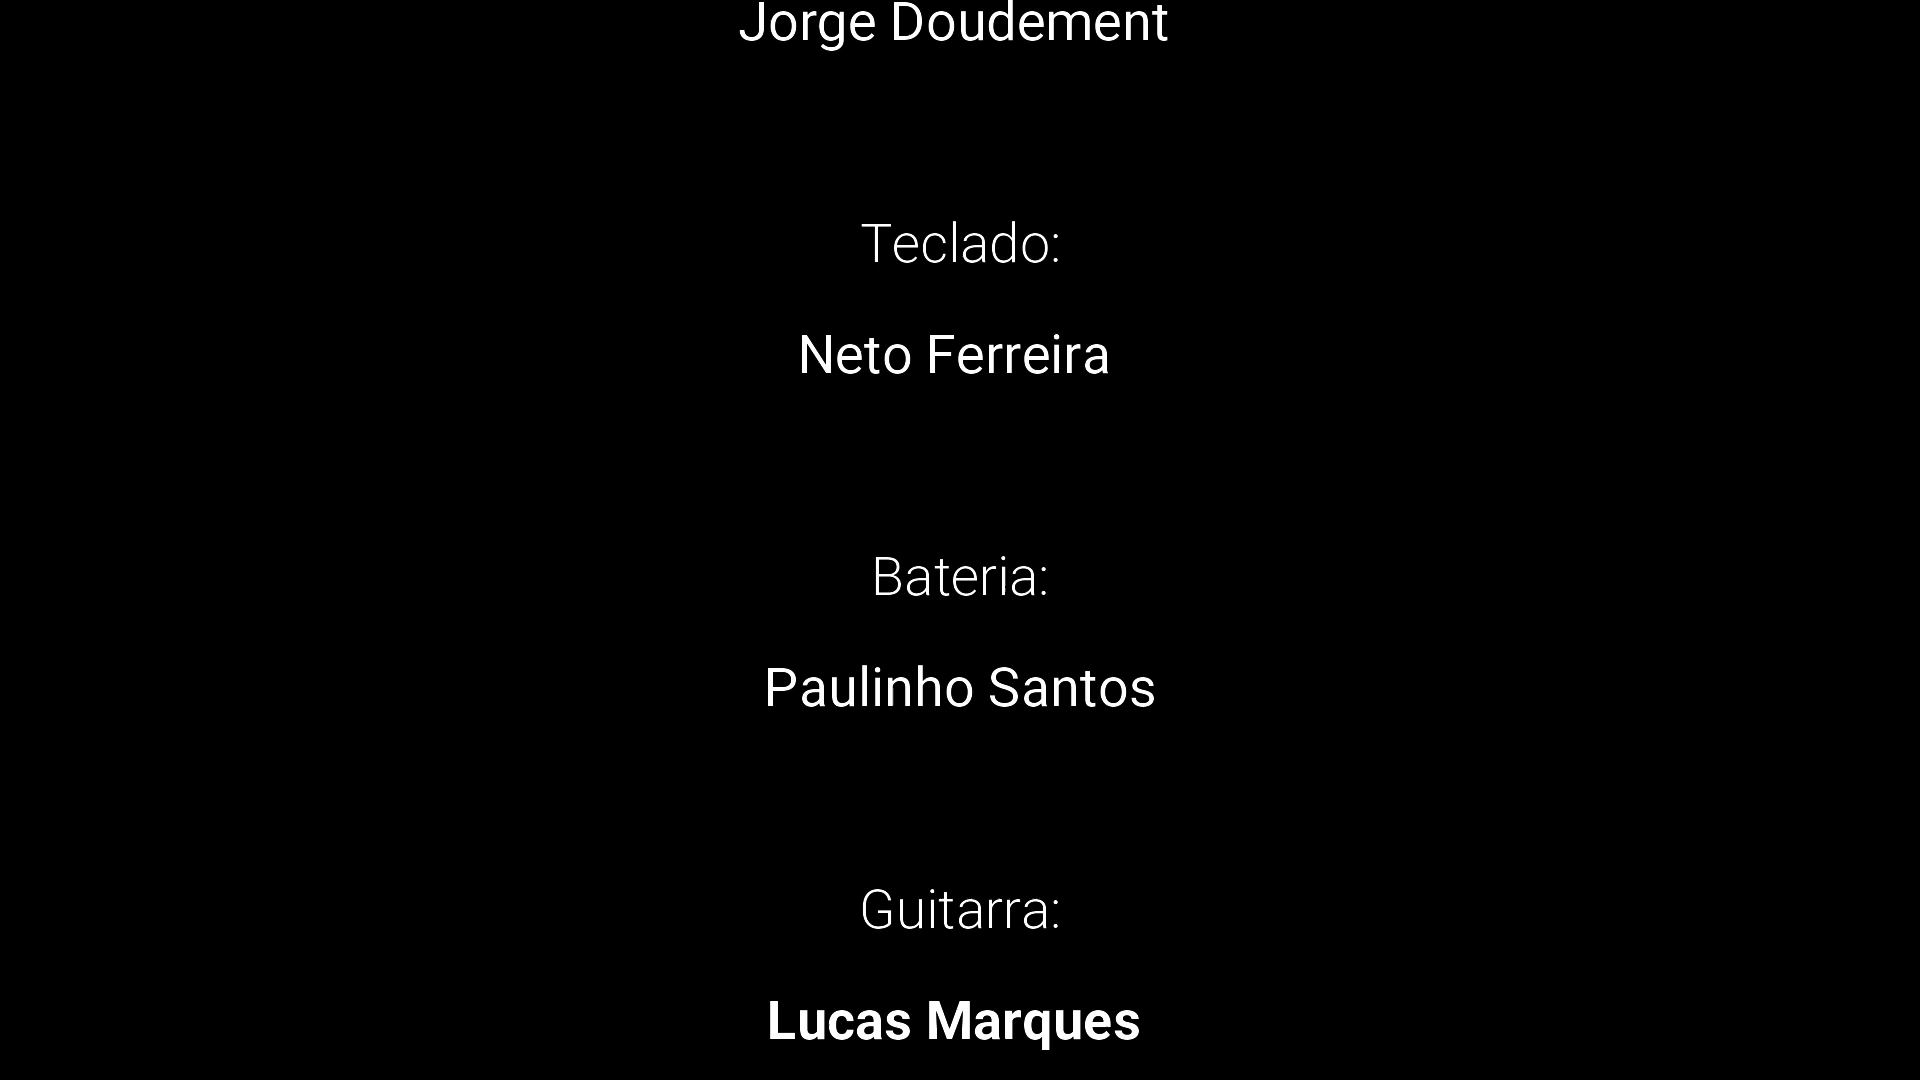 Jorge Doudement
Teclado:
Neto Ferreira
Bateria:
Paulinho Santos
Guitarra:
Lucas Marques